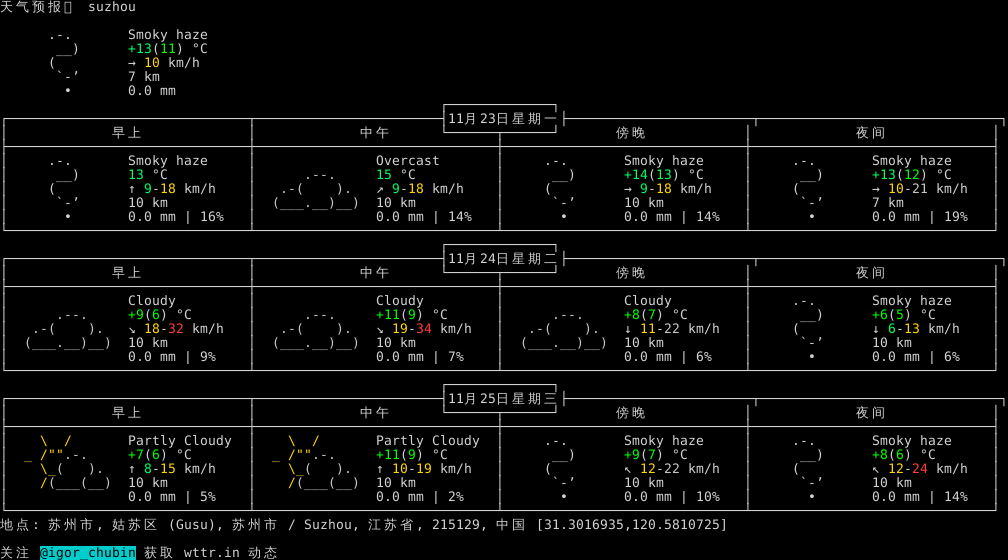 天气预报： suzhou
Smoky haze
+13(11) °C
→ 10 km/h
7 km
0.0 mm
11月23日星期一
早上 中午 傍晚 夜间
Smoky haze Overcast Smoky haze Smoky haze
13 °C 15 °C +14(13) °C +13(12) °C
↑ 9-18 km/h ↗ 9-18 km/h → 9-18 km/h → 10-21 km/h
10 km 10 km 10 km 7 km
0.0 mm | 16% 0.0 mm | 14% 0.0 mm | 14% 0.0 mm | 19%
11月24日星期二
早上 中午 傍晚 夜间
Cloudy Cloudy Cloudy Smoky haze
+9(6) °C +11(9) °C +8(7) °C +6(5) °C
↘ 18-32 km/h ↘ 19-34 km/h ↓ 11-22 km/h ↓ 6-13 km/h
10 km 10 km 10 km 10 km
0.0 mm | 9% 0.0 mm | 7% 0.0 mm | 6% 0.0 mm | 6%
11月25日星期三
早上 中午 傍晚 夜间
Partly Cloudy Partly Cloudy Smoky haze Smoky haze
+7(6) °C +11(9) °C +9(7) °C +8(6) °C
↑ 8-15 km/h ↑ 10-19 km/h ↖ 12-22 km/h ↖ 12-24 km/h
10 km 10 km 10 km 10 km
0.0 mm | 5% 0.0 mm | 2% 0.0 mm | 10% 0.0 mm | 14%
地点: 苏州市, 姑苏区 (Gusu), 苏州市 / Suzhou, 江苏省, 215129, 中国 [31.3016935,120.5810725]
关注 @igor_chubin 获取 wttr.in 动态